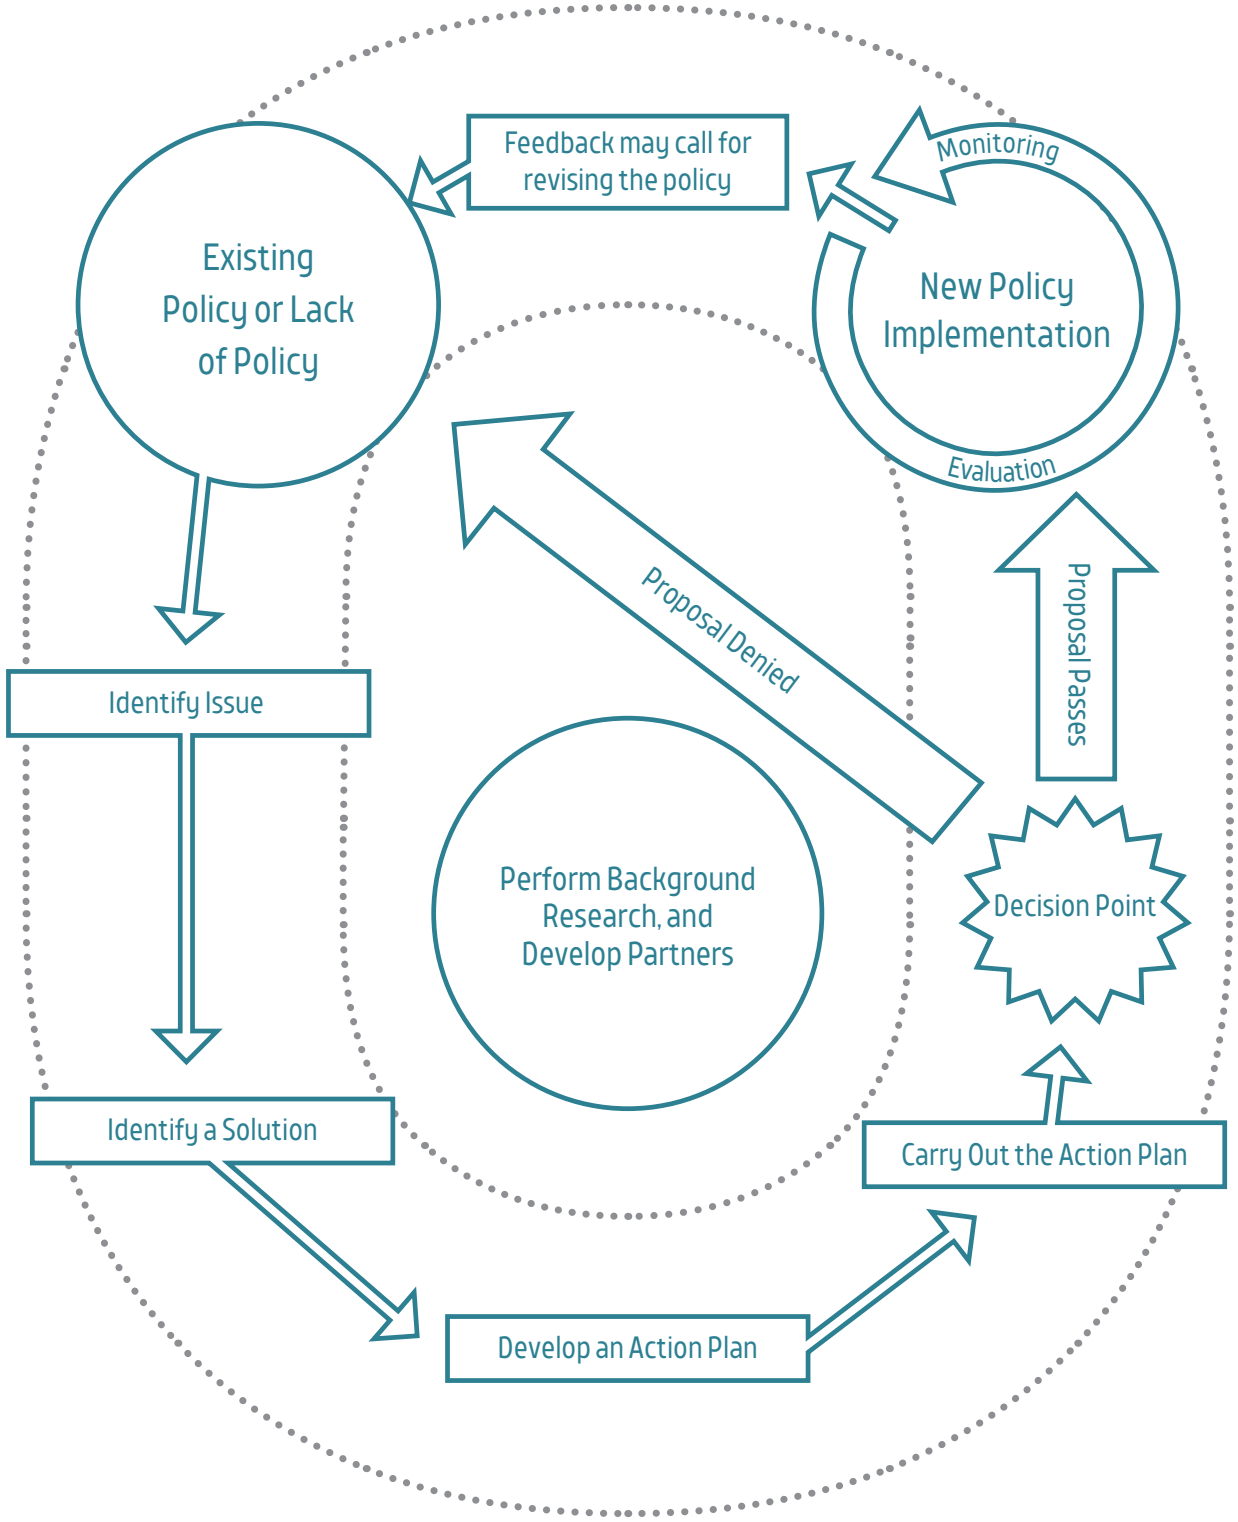 Feedback may call for
revising the policy
Monitoring
Existing
Policy or Lack
of Policy
New Policy
Implementation
Evaluation
Proposal Denied
Proposal Passes
Identify Issue
Perform Background
Research, and
Develop Partners
Decision Point
Identify a Solution
Carry Out the Action Plan
Develop an Action Plan